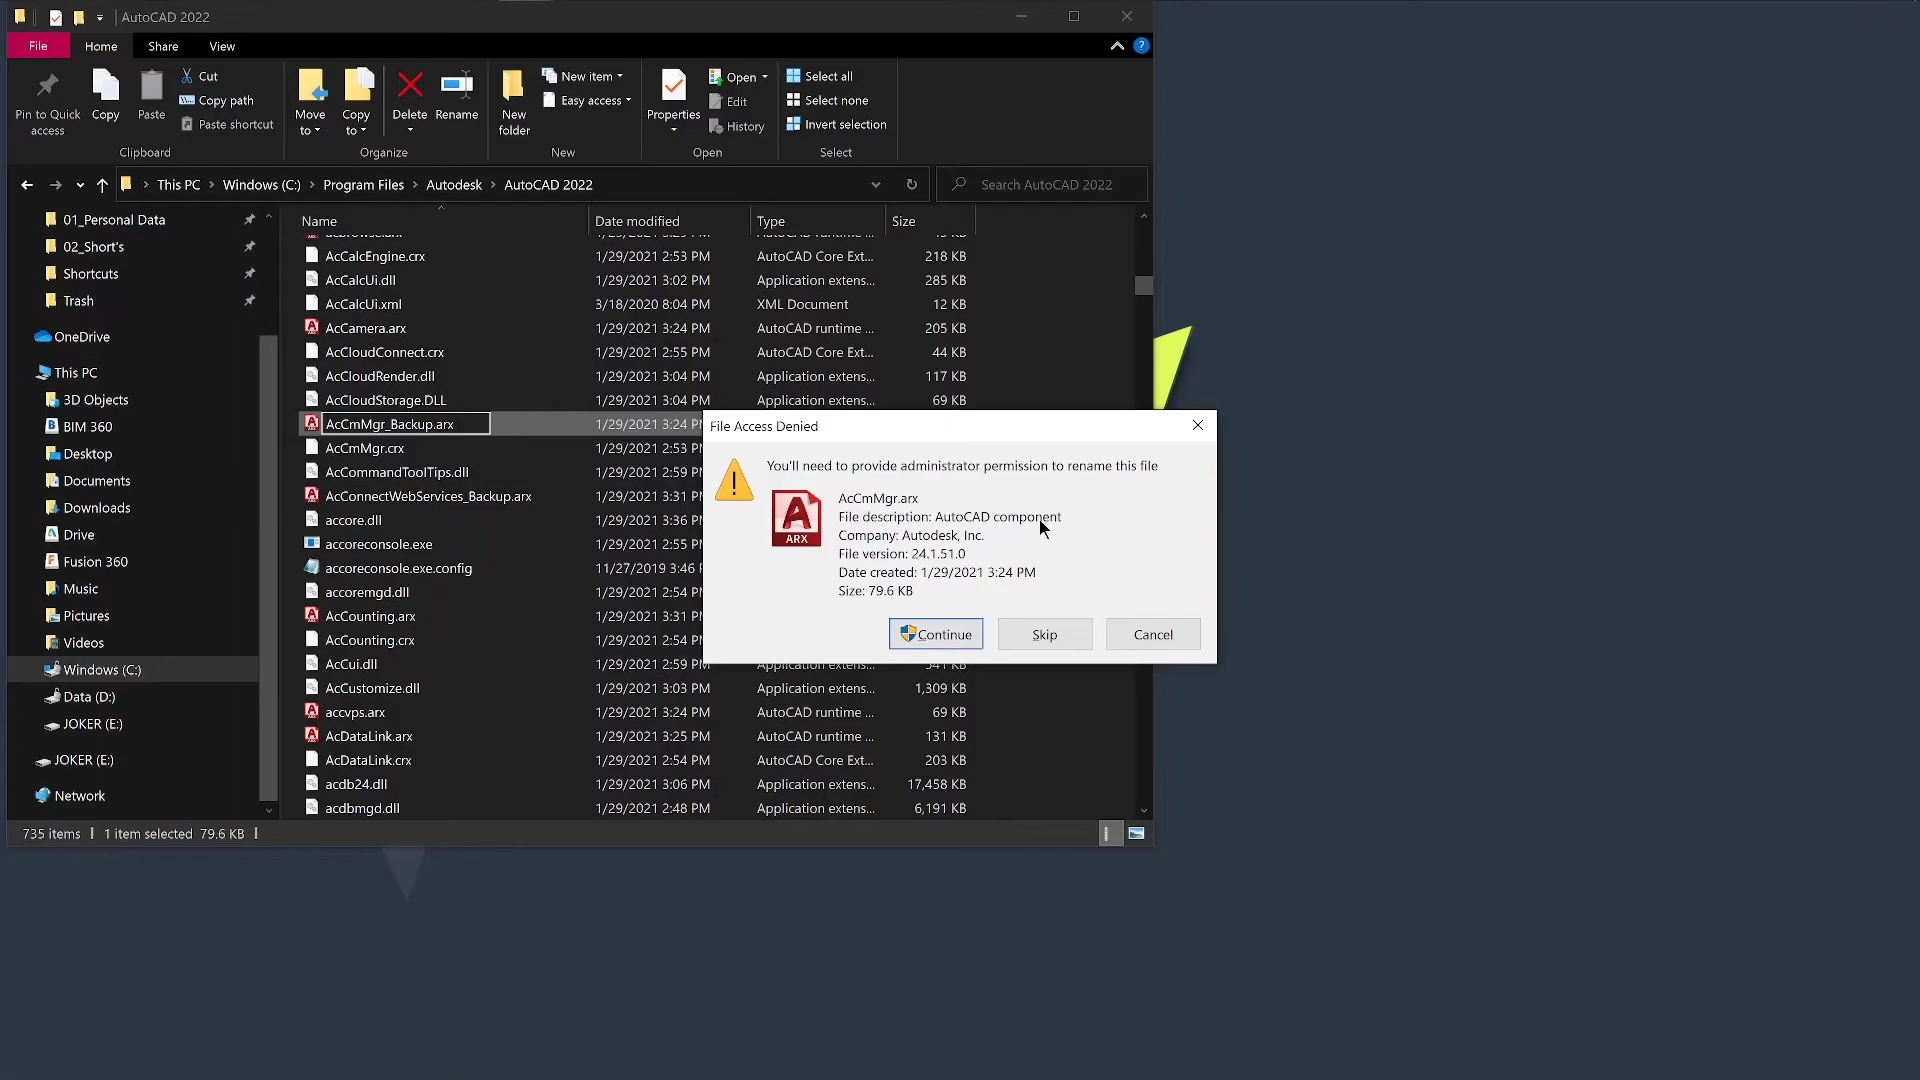 AutoCAD 2022
File Home Share View
Pin to Quick access
Copy
Paste
Cut
Copy path
Paste shortcut
Clipboard
Move to
Copy to
Delete
Rename
Organize
New folder
New item
Easy access
New
Properties
Open
Edit
History
Open
Select all
Select none
Invert selection
Select
This PC > Windows (C:) > Program Files > Autodesk > AutoCAD 2022
Search AutoCAD 2022
01_Personal Data
02_Short's
Shortcuts
Trash
OneDrive
This PC
3D Objects
BIM 360
Desktop
Documents
Downloads
Drive
Fusion 360
Music
Pictures
Videos
Windows (C:)
Data (D:)
JOKER (E:)
JOKER (E:)
Network
Name Date modified Type Size
AcCalcEngine.crx 1/29/2021 2:53 PM AutoCAD Core Ext... 218 KB
AcCalcUi.dll 1/29/2021 3:02 PM Application extens... 285 KB
AcCalcUi.xml 3/18/2020 8:04 PM XML Document 12 KB
AcCamera.arx 1/29/2021 3:24 PM AutoCAD runtime ... 205 KB
AcCloudConnect.crx 1/29/2021 2:55 PM AutoCAD Core Ext... 44 KB
AcCloudRender.dll 1/29/2021 3:04 PM Application extens... 117 KB
AcCloudStorage.DLL 1/29/2021 3:04 PM Application extens... 69 KB
AcCmMgr_Backup.arx 1/29/2021 3:24
AcCmMgr.crx 1/29/2021 2:53
AcCommandToolTips.dll 1/29/2021 2:59
AcConnectWebServices_Backup.arx 1/29/2021 3:31
accore.dll 1/29/2021 3:36
accoreconsole.exe 1/29/2021 2:55
accoreconsole.exe.config 11/27/2019 3:46
accoremgd.dll 1/29/2021 2:54
AcCounting.arx 1/29/2021 3:31
AcCounting.crx 1/29/2021 2:54
AcCui.dll 1/29/2021 2:59 PM Application extens... 541 KB
AcCustomize.dll 1/29/2021 3:03 PM Application extens... 1,309 KB
accvps.arx 1/29/2021 3:24 PM AutoCAD runtime ... 69 KB
AcDataLink.arx 1/29/2021 3:25 PM AutoCAD runtime ... 131 KB
AcDataLink.crx 1/29/2021 2:54 PM AutoCAD Core Ext... 203 KB
acdb24.dll 1/29/2021 3:06 PM Application extens... 17,458 KB
acdbmgd.dll 1/29/2021 2:48 PM Application extens... 6,191 KB
735 items 1 item selected 79.6 KB
File Access Denied
You'll need to provide administrator permission to rename this file
ARX
AcCmMgr.arx
File description: AutoCAD component
Company: Autodesk, Inc.
File version: 24.1.51.0
Date created: 1/29/2021 3:24 PM
Size: 79.6 KB
Continue Skip Cancel